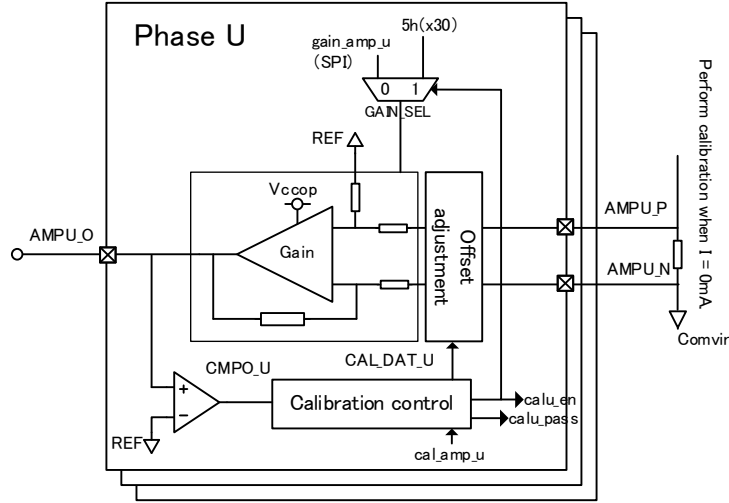 Phase U
gain_amp_u
(SPI)
5h(x30)
0 1
GAIN_SEL
REF
Vccop
Gain
Offset
adjustment
AMPU_O
AMPU_P
AMPU_N
Perform calibration when I = 0mA.
Comvin
CMPO_U
CAL_DAT_U
+
−
REF
Calibration control
calu_en
calu_pass
cal_amp_u